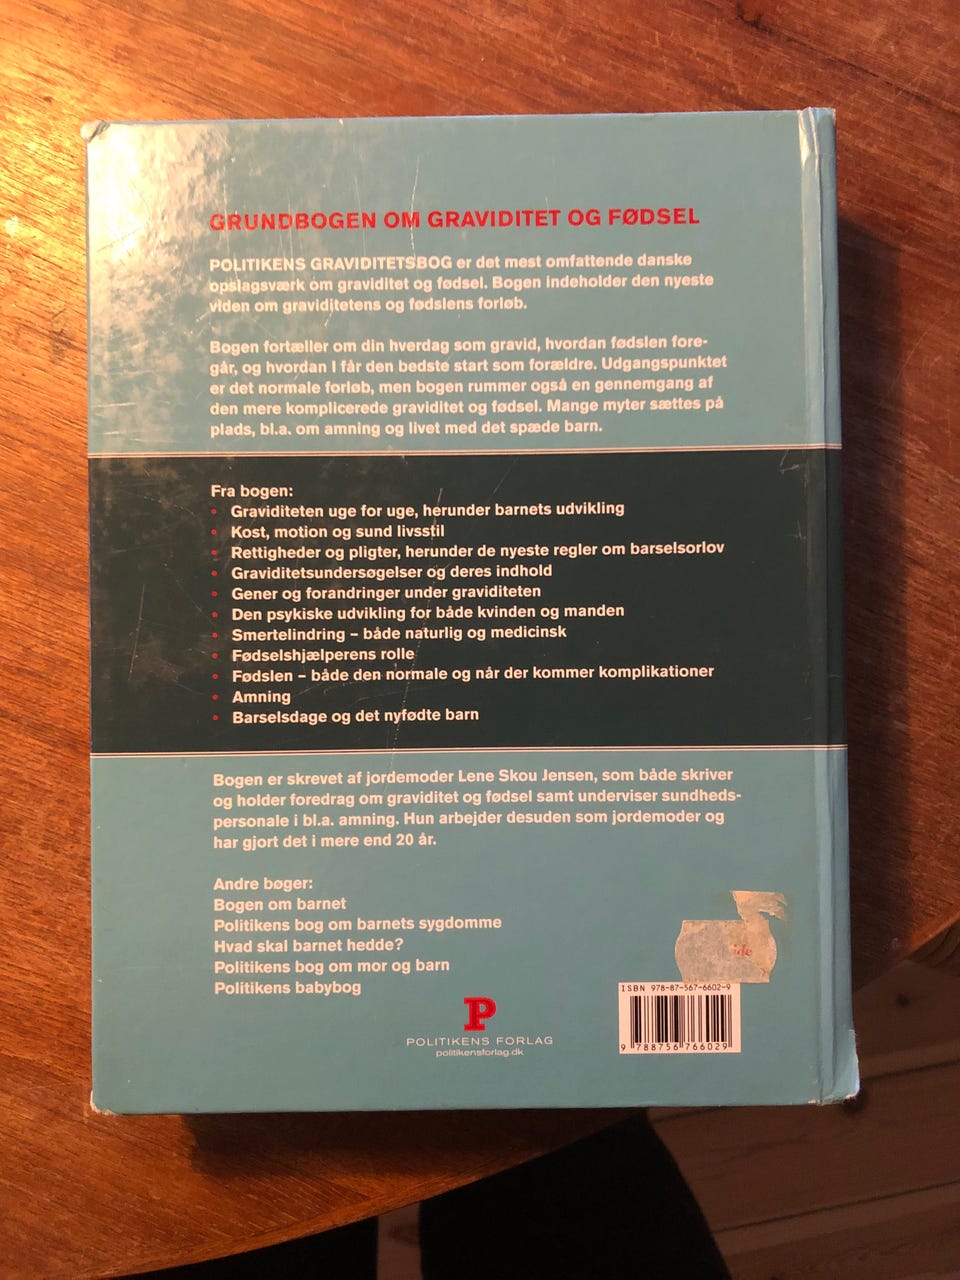 GRUNDBOGEN OM GRAVIDITET OG FØDSEL
POLITIKENS GRAVIDITETSBOG er det mest omfattende danske
opslagsværk om graviditet og fødsel. Bogen indeholder den nyeste
viden om graviditetens og fødslens forløb.
Bogen fortæller om din hverdag som gravid, hvordan fødslen fore-
går, og hvordan I får den bedste start som forældre. Udgangspunktet
er det normale forløb, men bogen rummer også en gennemgang af
den mere komplicerede graviditet og fødsel. Mange myter sættes på
plads, bl.a. om amning og livet med det spæde barn.
Fra bogen:
• Graviditeten uge for uge, herunder barnets udvikling
• Kost, motion og sund livsstil
• Rettigheder og pligter, herunder de nyeste regler om barselsorlov
• Graviditetsundersøgelser og deres indhold
• Gener og forandringer under graviditeten
• Den psykiske udvikling for både kvinden og manden
• Smertelindring – både naturlig og medicinsk
• Fødselshjælperens rolle
• Fødslen – både den normale og når der kommer komplikationer
• Amning
• Barselsdage og det nyfødte barn
Bogen er skrevet af jordemoder Lene Skou Jensen, som både skriver
og holder foredrag om graviditet og fødsel samt underviser sundheds-
personale i bl.a. amning. Hun arbejder desuden som jordemoder og
har gjort det i mere end 20 år.
Andre bøger:
Bogen om barnet
Politikens bog om barnets sygdomme
Hvad skal barnet hedde?
Politikens bog om mor og barn
Politikens babybog
P
POLITIKENS FORLAG
politikensforlag.dk
ISBN 978-87-567-6602-9
9 788756 766029